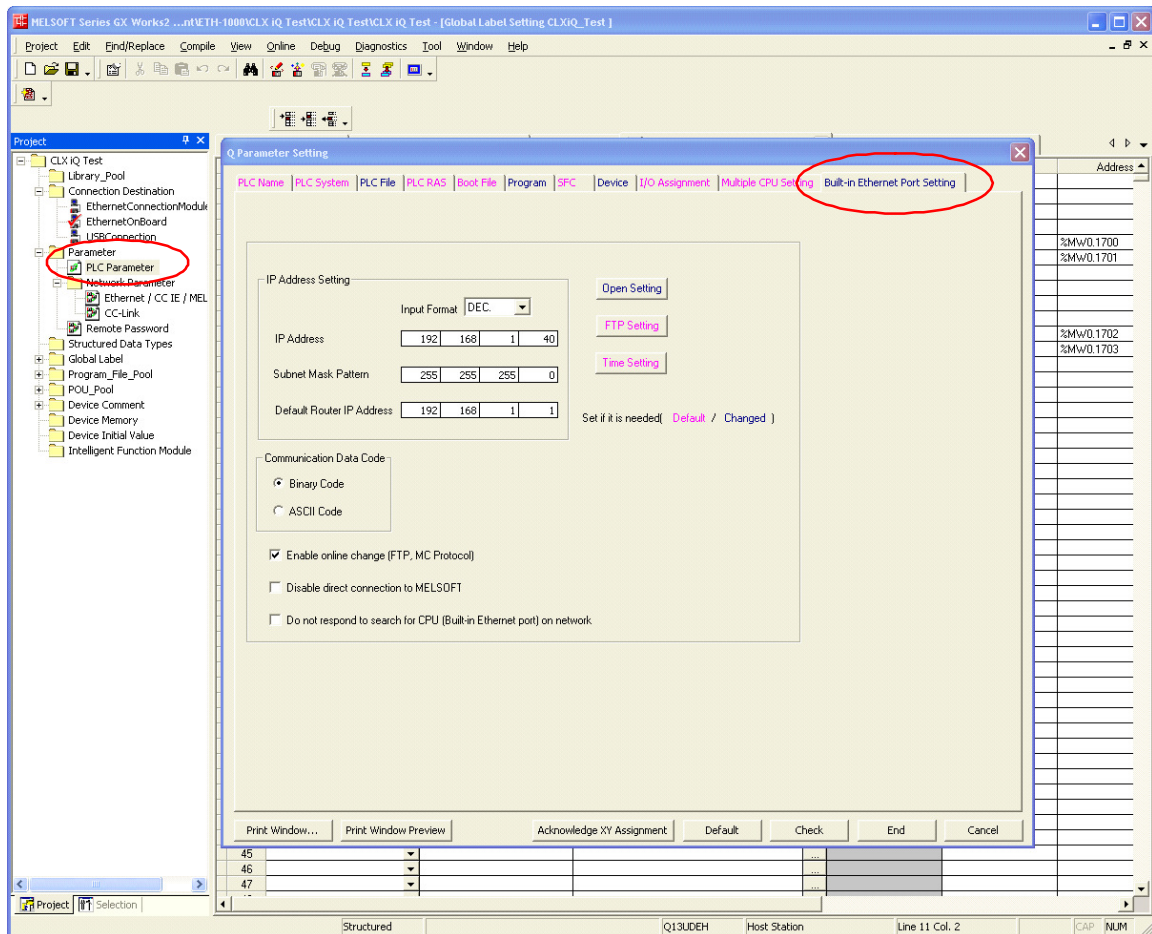 MELSOFT Series GX Works2 ...nt\ETH-1000\CLX iQ Test\CLX iQ Test\CLX iQ Test - [Global Label Setting CLXiQ_Test ]
Project Edit Find/Replace Compile View Online Debug Diagnostics Tool Window Help
Project
CLX iQ Test
Library_Pool
Connection Destination
EthernetConnectionModule
EthernetOnBoard
USBConnection
Parameter
PLC Parameter
Network Parameter
Ethernet / CC IE / MEL
CC-Link
Remote Password
Structured Data Types
Global Label
Program_File_Pool
POU_Pool
Device Comment
Device Memory
Device Initial Value
Intelligent Function Module
Project Selection
Q Parameter Setting
PLC Name PLC System PLC File PLC RAS Boot File Program SFC Device I/O Assignment Multiple CPU Setting Built-in Ethernet Port Setting
IP Address Setting
Input Format DEC.
IP Address 192 168 1 40
Subnet Mask Pattern 255 255 255 0
Default Router IP Address 192 168 1 1
Open Setting
FTP Setting
Time Setting
Set if it is needed( Default / Changed )
Communication Data Code
Binary Code
ASCII Code
Enable online change (FTP, MC Protocol)
Disable direct connection to MELSOFT
Do not respond to search for CPU (Built-in Ethernet port) on network
Print Window... Print Window Preview Acknowledge XY Assignment Default Check End Cancel
Address
%MW0.1700
%MW0.1701
%MW0.1702
%MW0.1703
45 ...
46 ...
47 ...
Structured Q13UDEH Host Station Line 11 Col. 2 CAP NUM